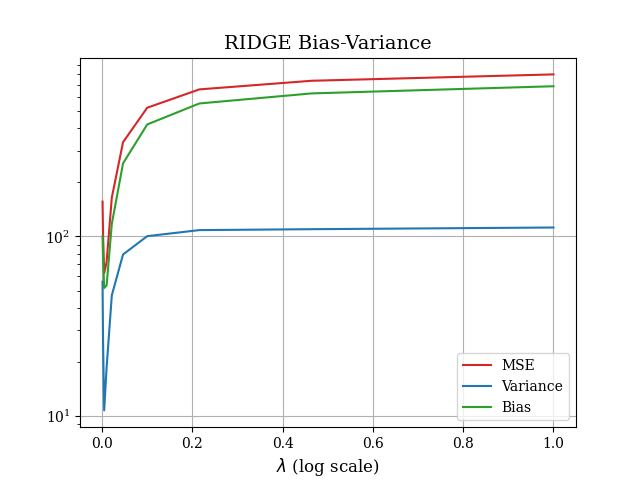 RIDGE Bias-Variance
10²
10¹
MSE
Variance
Bias
0.0 0.2 0.4 0.6 0.8 1.0
λ (log scale)